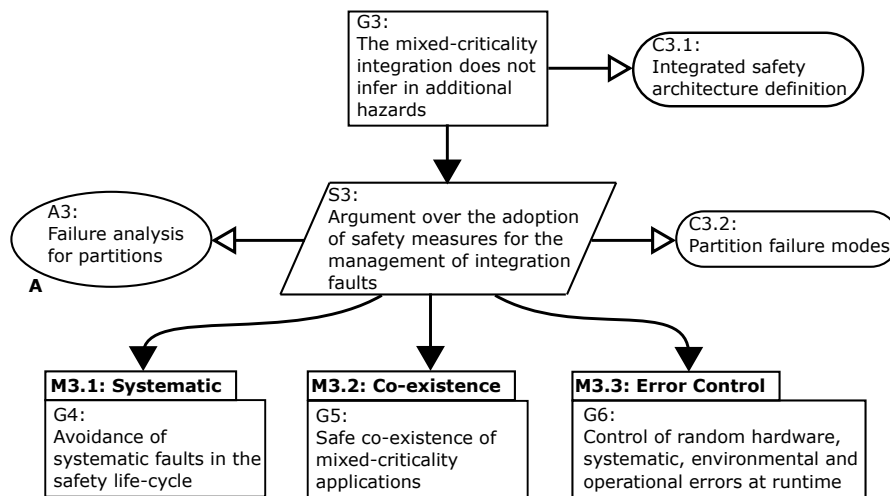 G3:
The mixed-criticality
integration does not
infer in additional
hazards
C3.1:
Integrated safety
architecture definition
A3:
Failure analysis
for partitions
A
S3:
Argument over the adoption
of safety measures for the
management of integration
faults
C3.2:
Partition failure modes
M3.1: Systematic
G4:
Avoidance of
systematic faults in the
safety life-cycle
M3.2: Co-existence
G5:
Safe co-existence of
mixed-criticality
applications
M3.3: Error Control
G6:
Control of random hardware,
systematic, environmental and
operational errors at runtime